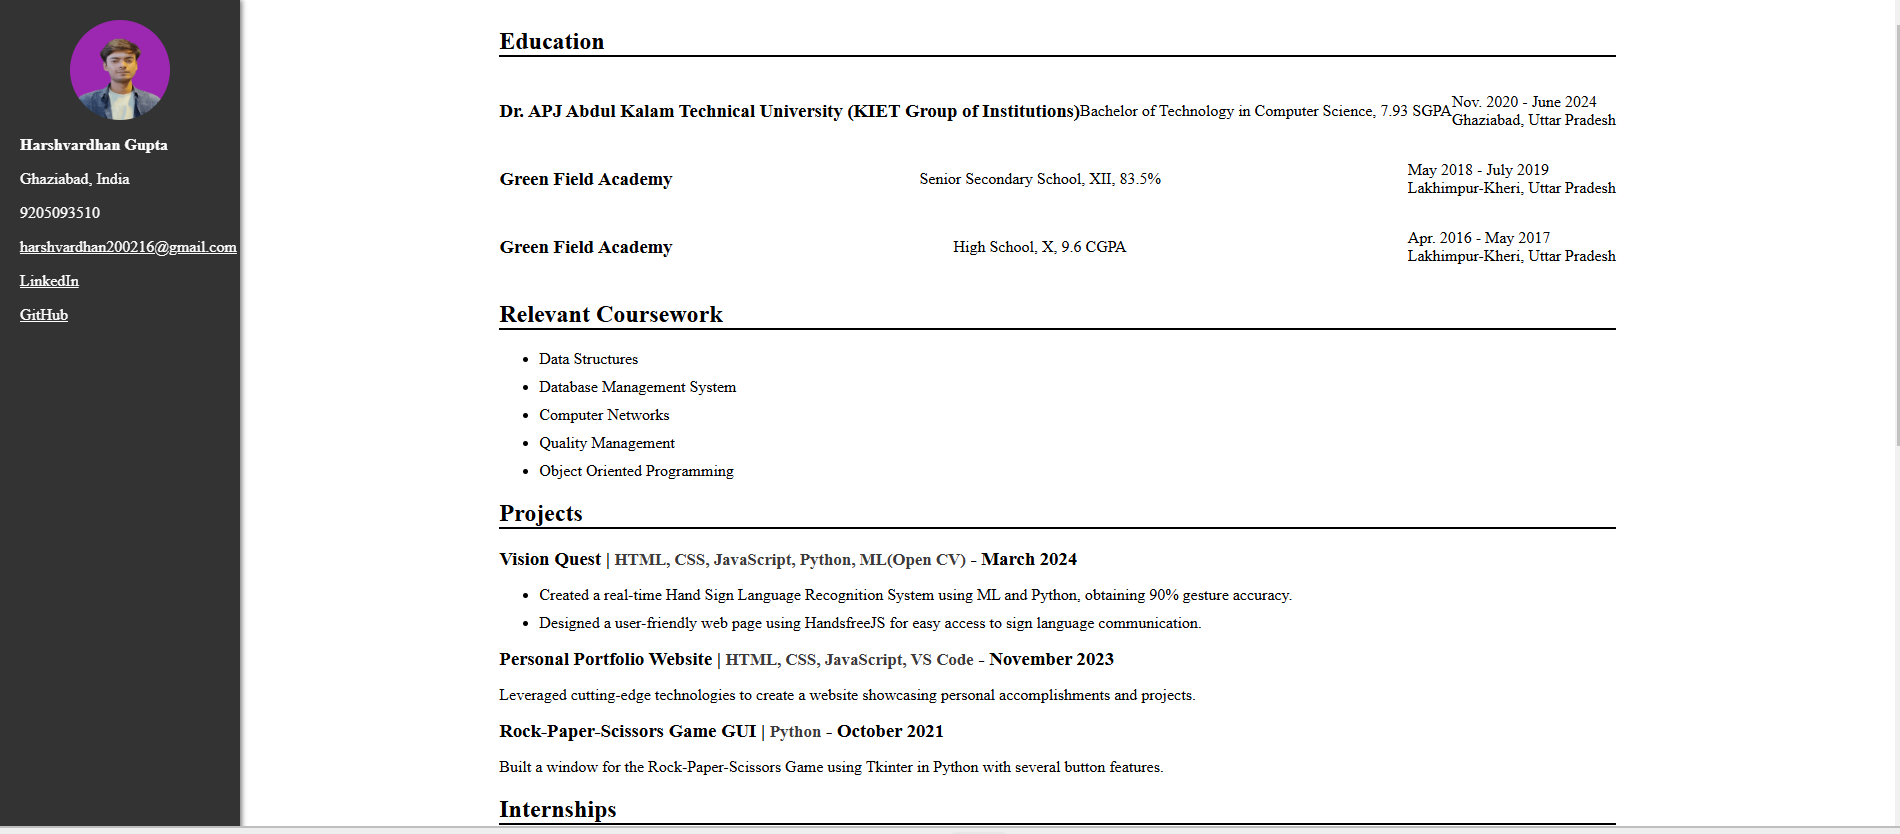 Harshvardhan Gupta
Ghaziabad, India
9205093510
harshvardhan200216@gmail.com
LinkedIn
GitHub
Education
Dr. APJ Abdul Kalam Technical University (KIET Group of Institutions)Bachelor of Technology in Computer Science, 7.93 SGPA Nov. 2020 - June 2024
Ghaziabad, Uttar Pradesh
Green Field Academy Senior Secondary School, XII, 83.5% May 2018 - July 2019
Lakhimpur-Kheri, Uttar Pradesh
Green Field Academy High School, X, 9.6 CGPA Apr. 2016 - May 2017
Lakhimpur-Kheri, Uttar Pradesh
Relevant Coursework
• Data Structures
• Database Management System
• Computer Networks
• Quality Management
• Object Oriented Programming
Projects
Vision Quest | HTML, CSS, JavaScript, Python, ML(Open CV) - March 2024
• Created a real-time Hand Sign Language Recognition System using ML and Python, obtaining 90% gesture accuracy.
• Designed a user-friendly web page using HandsfreeJS for easy access to sign language communication.
Personal Portfolio Website | HTML, CSS, JavaScript, VS Code - November 2023
Leveraged cutting-edge technologies to create a website showcasing personal accomplishments and projects.
Rock-Paper-Scissors Game GUI | Python - October 2021
Built a window for the Rock-Paper-Scissors Game using Tkinter in Python with several button features.
Internships